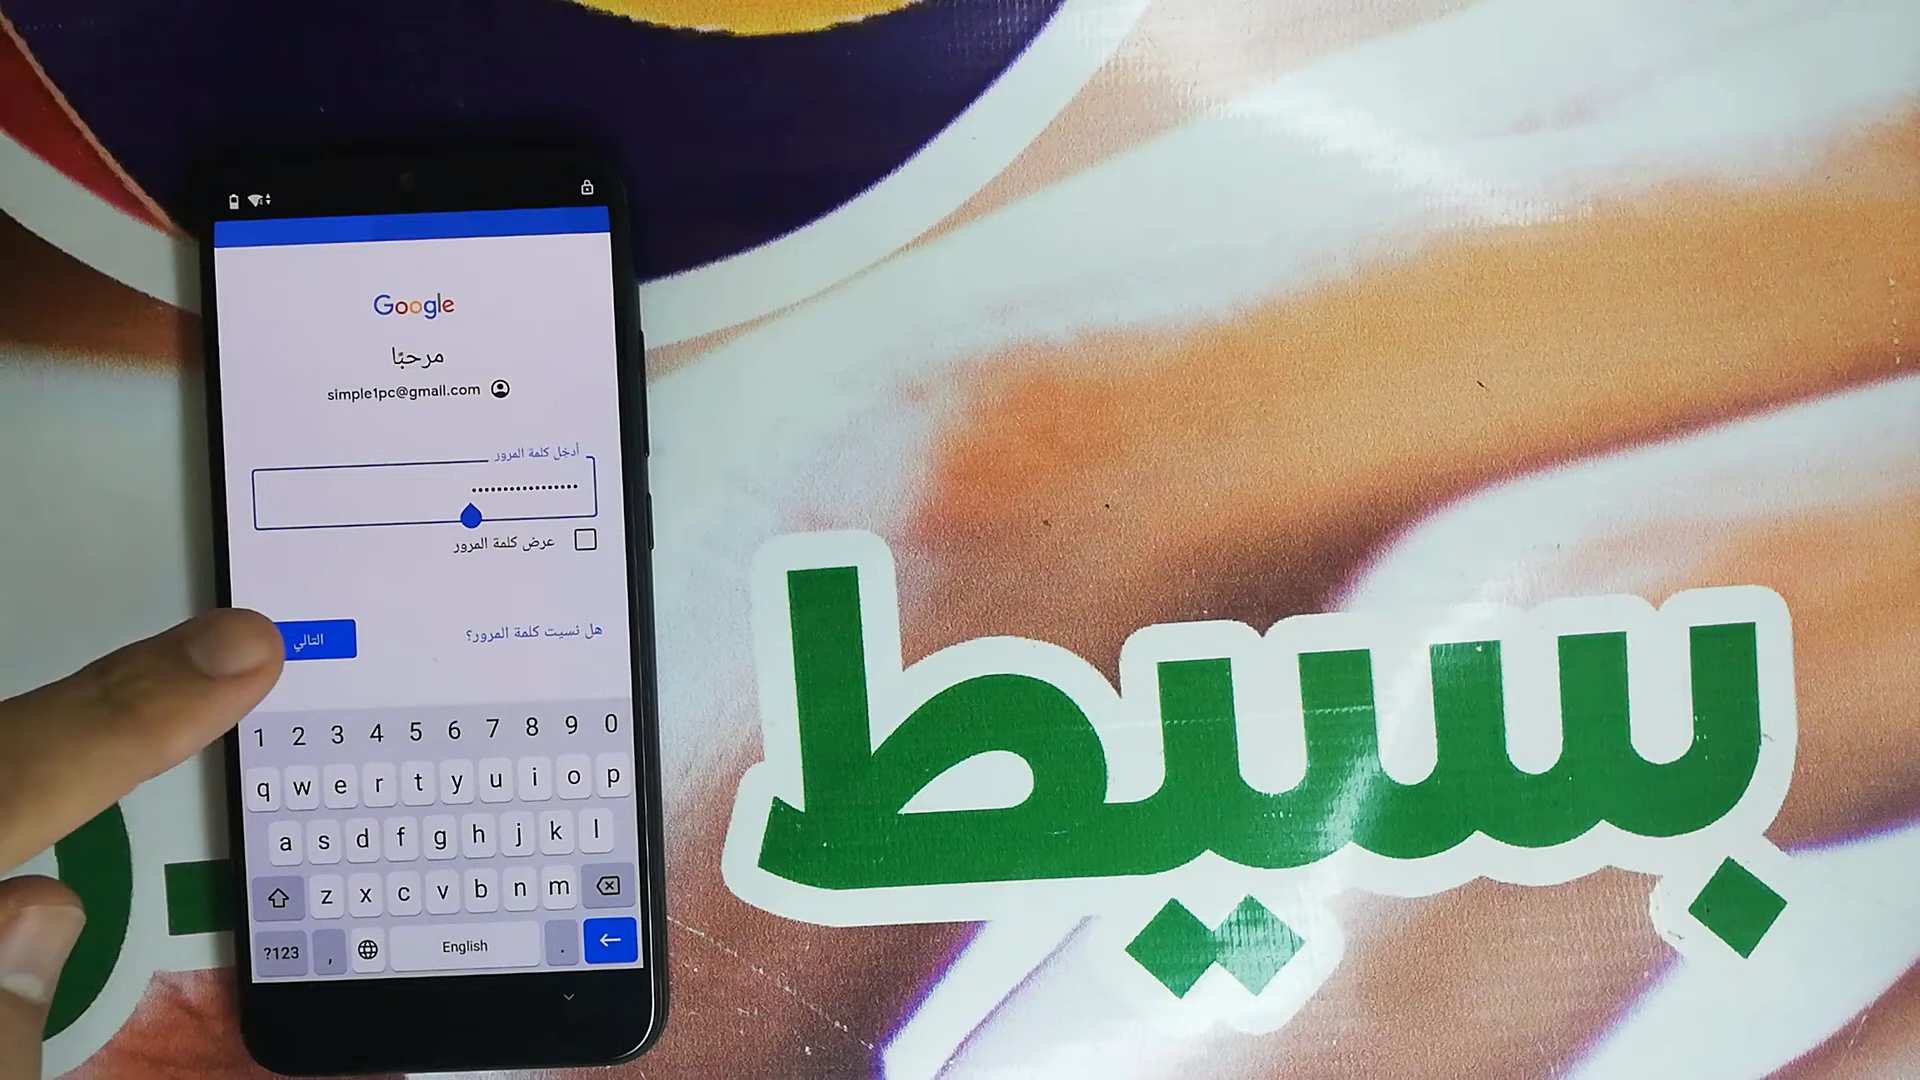 Google
مرحبًا
simple1pc@gmail.com
أدخِل كلمة المرور
•••••••••••••••••
عرض كلمة المرور
هل نسيت كلمة المرور؟
التالي
1 2 3 4 5 6 7 8 9 0
q w e r t y u i o p
a s d f g h j k l
z x c v b n m
?123 , English .
بسيط